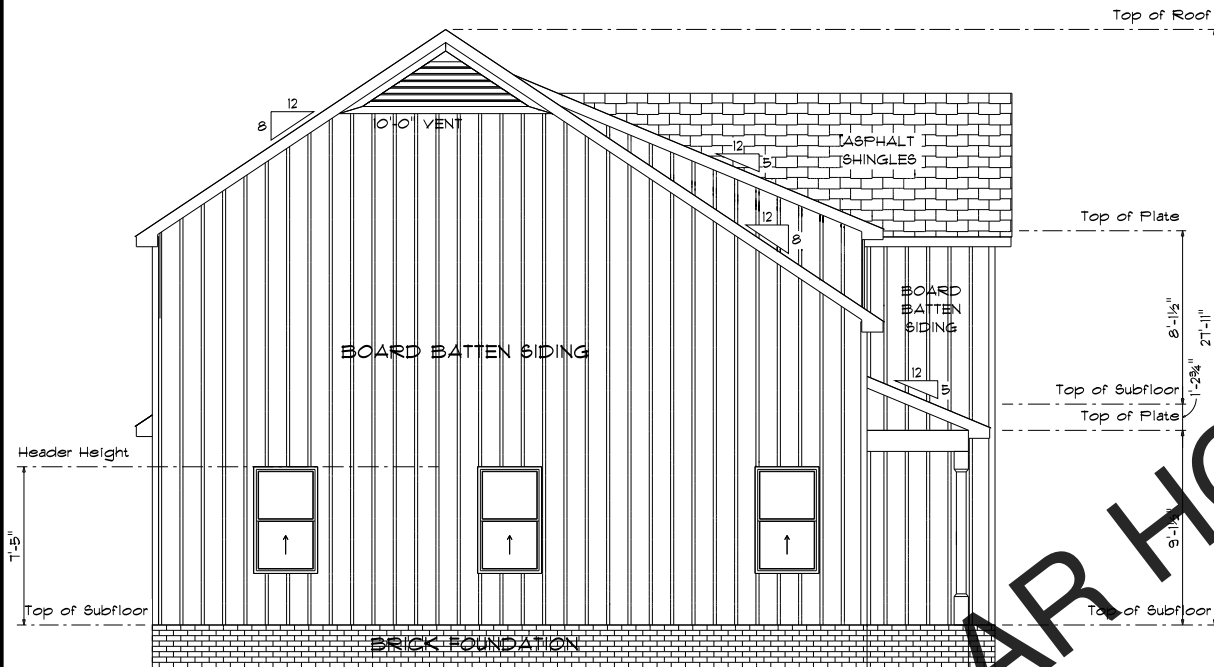 Top of Roof
12
8
10'-0" VENT
12
5
ASPHALT
SHINGLES
12
8
Top of Plate
BOARD
BATTEN
SIDING
8'-1½"
27'-11"
BOARD BATTEN SIDING
12
5
Top of Subfloor
1'-2¾"
Top of Plate
Header Height
7'-5"
9'-1½"
Top of Subfloor
Top of Subfloor
BRICK FOUNDATION
AR HO